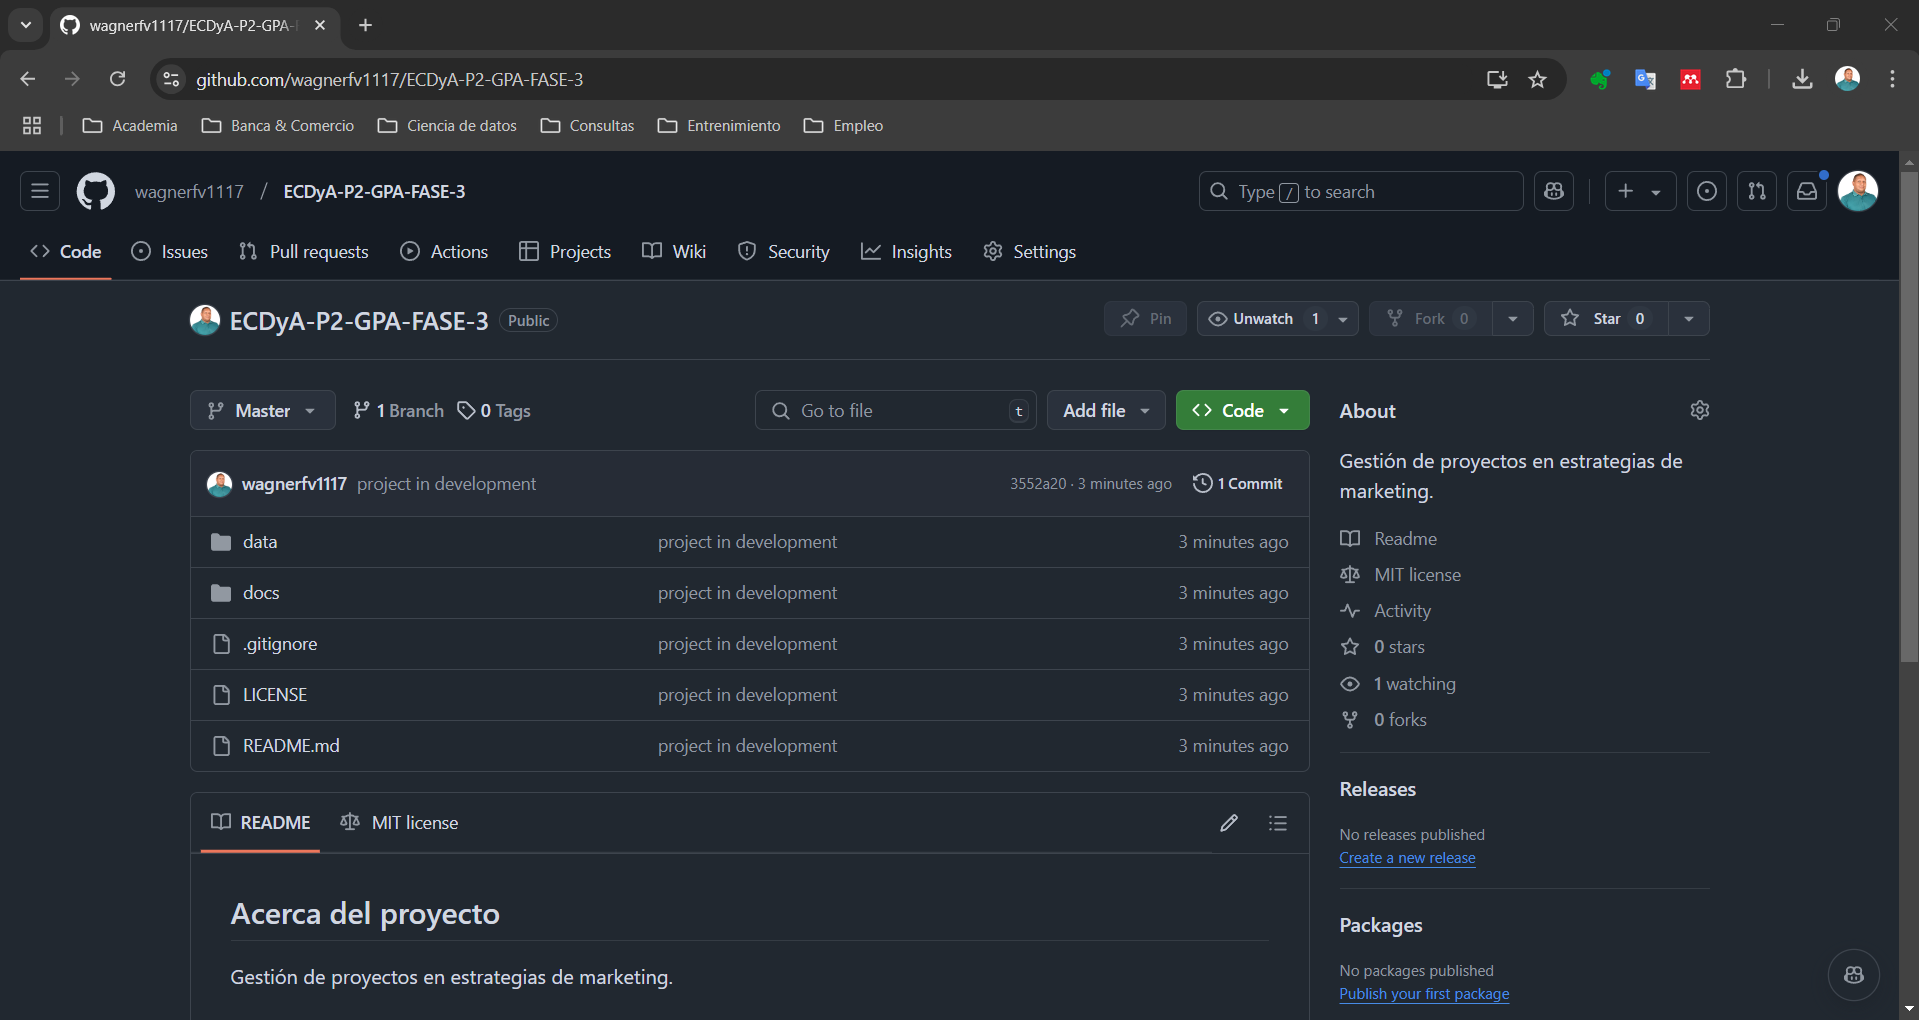 wagnerfv1117/ECDyA-P2-GPA-
github.com/wagnerfv1117/ECDyA-P2-GPA-FASE-3
Academia Banca & Comercio Ciencia de datos Consultas Entrenimiento Empleo
wagnerfv1117 / ECDyA-P2-GPA-FASE-3
Type / to search
Code Issues Pull requests Actions Projects Wiki Security Insights Settings
ECDyA-P2-GPA-FASE-3 Public
Pin Unwatch 1 Fork 0 Star 0
Master 1 Branch 0 Tags
Go to file t Add file Code
wagnerfv1117 project in development 3552a20 · 3 minutes ago 1 Commit
data project in development 3 minutes ago
docs project in development 3 minutes ago
.gitignore project in development 3 minutes ago
LICENSE project in development 3 minutes ago
README.md project in development 3 minutes ago
README MIT license
Acerca del proyecto
Gestión de proyectos en estrategias de marketing.
About
Gestión de proyectos en estrategias de
marketing.
Readme
MIT license
Activity
0 stars
1 watching
0 forks
Releases
No releases published
Create a new release
Packages
No packages published
Publish your first package